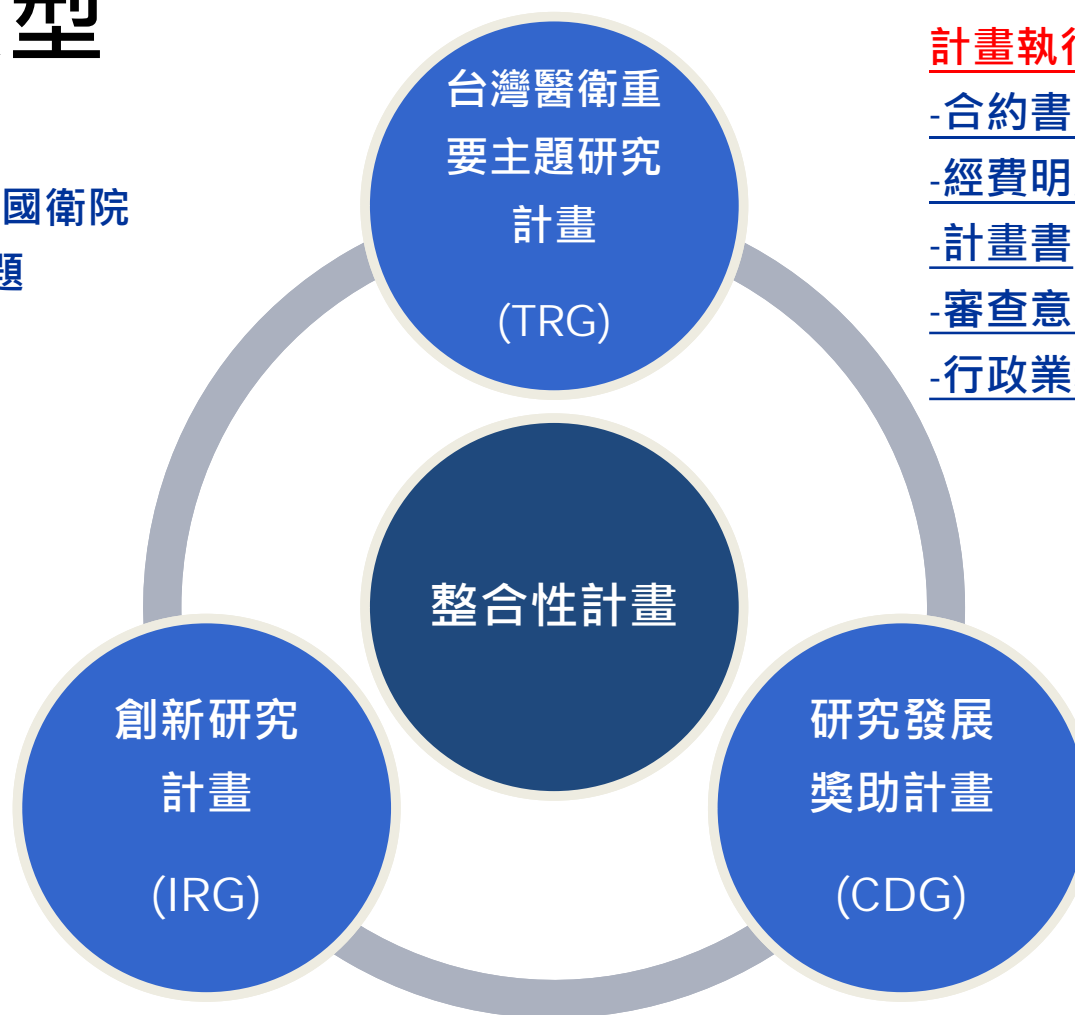 型
國衛院
題
台灣醫衛重
要主題研究
計畫
(TRG)
計畫執行
-合約書
-經費明
-計畫書
-審查意
-行政業
整合性計畫
創新研究
計畫
(IRG)
研究發展
獎助計畫
(CDG)